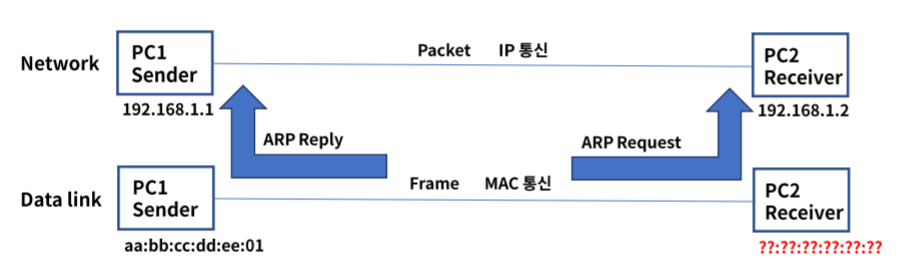 Network
PC1
Sender
Packet IP 통신
PC2
Receiver
192.168.1.1
192.168.1.2
ARP Reply
ARP Request
Data link
PC1
Sender
Frame MAC 통신
PC2
Receiver
aa:bb:cc:dd:ee:01
??:??:??:??:??:??